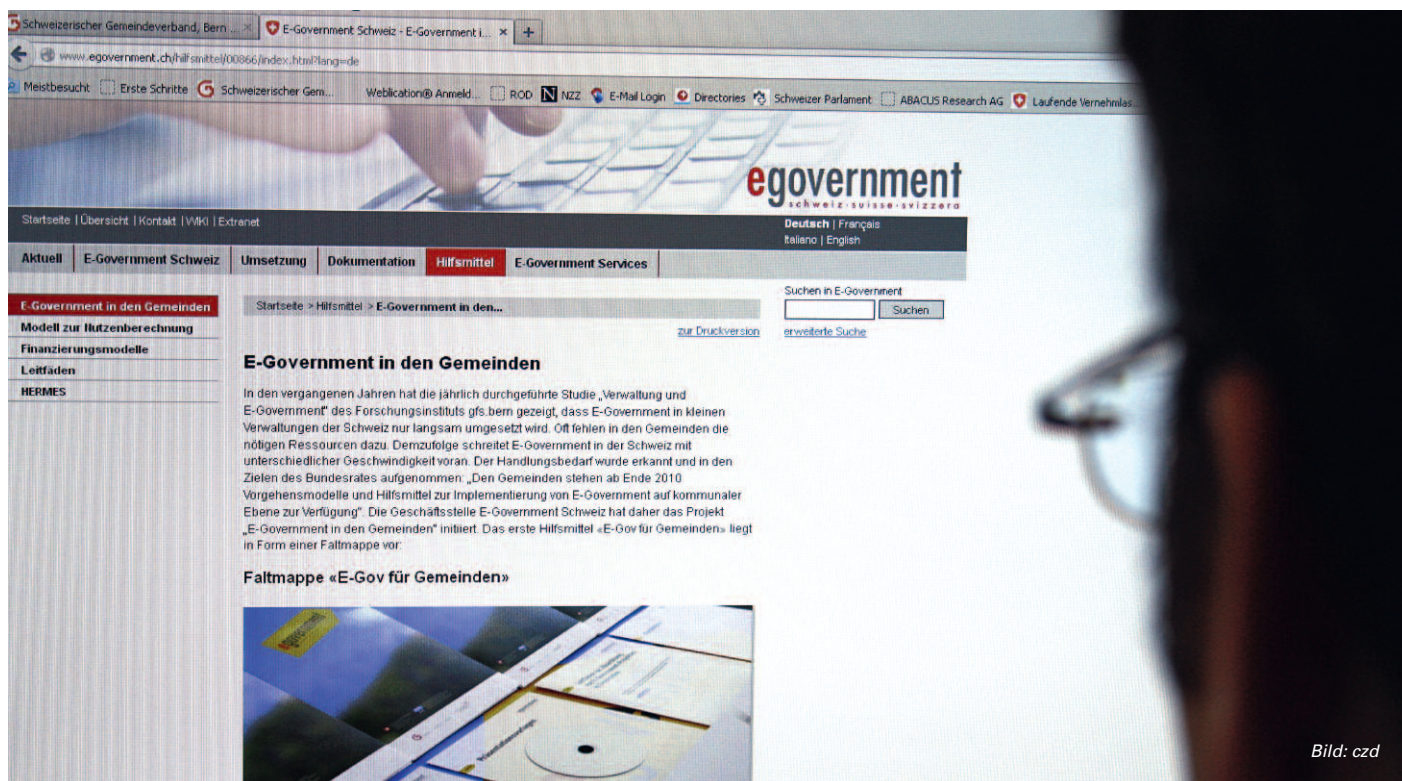 Schweizerischer Gemeindeverband, Bern ...
E-Government Schweiz - E-Government i...
www.egovernment.ch/hilfsmittel/00866/index.html?lang=de
Meistbesucht Erste Schritte Schweizerischer Gem... Weblication® Anmeld... ROD NZZ E-Mail Login Directories Schweizer Parlament ABACUS Research AG Laufende Vernehmlas...
egovernment
schweiz·suisse·svizzera
Startseite | Übersicht | Kontakt | WIKI | Extranet
Deutsch | Français
Italiano | English
Aktuell E-Government Schweiz Umsetzung Dokumentation Hilfsmittel E-Government Services
E-Government in den Gemeinden
Modell zur Nutzenberechnung
Finanzierungsmodelle
Leitfäden
HERMES
Startseite > Hilfsmittel > E-Government in den...
zur Druckversion
Suchen in E-Government
Suchen
erweiterte Suche
E-Government in den Gemeinden
In den vergangenen Jahren hat die jährlich durchgeführte Studie „Verwaltung und
E-Government" des Forschungsinstituts gfs.bern gezeigt, dass E-Government in kleinen
Verwaltungen der Schweiz nur langsam umgesetzt wird. Oft fehlen in den Gemeinden die
nötigen Ressourcen dazu. Demzufolge schreitet E-Government in der Schweiz mit
unterschiedlicher Geschwindigkeit voran. Der Handlungsbedarf wurde erkannt und in den
Zielen des Bundesrates aufgenommen: „Den Gemeinden stehen ab Ende 2010
Vorgehensmodelle und Hilfsmittel zur Implementierung von E-Government auf kommunaler
Ebene zur Verfügung". Die Geschäftsstelle E-Government Schweiz hat daher das Projekt
„E-Government in den Gemeinden" initiiert. Das erste Hilfsmittel «E-Gov für Gemeinden» liegt
in Form einer Faltmappe vor:
Faltmappe «E-Gov für Gemeinden»
egovernment
Bild: czd